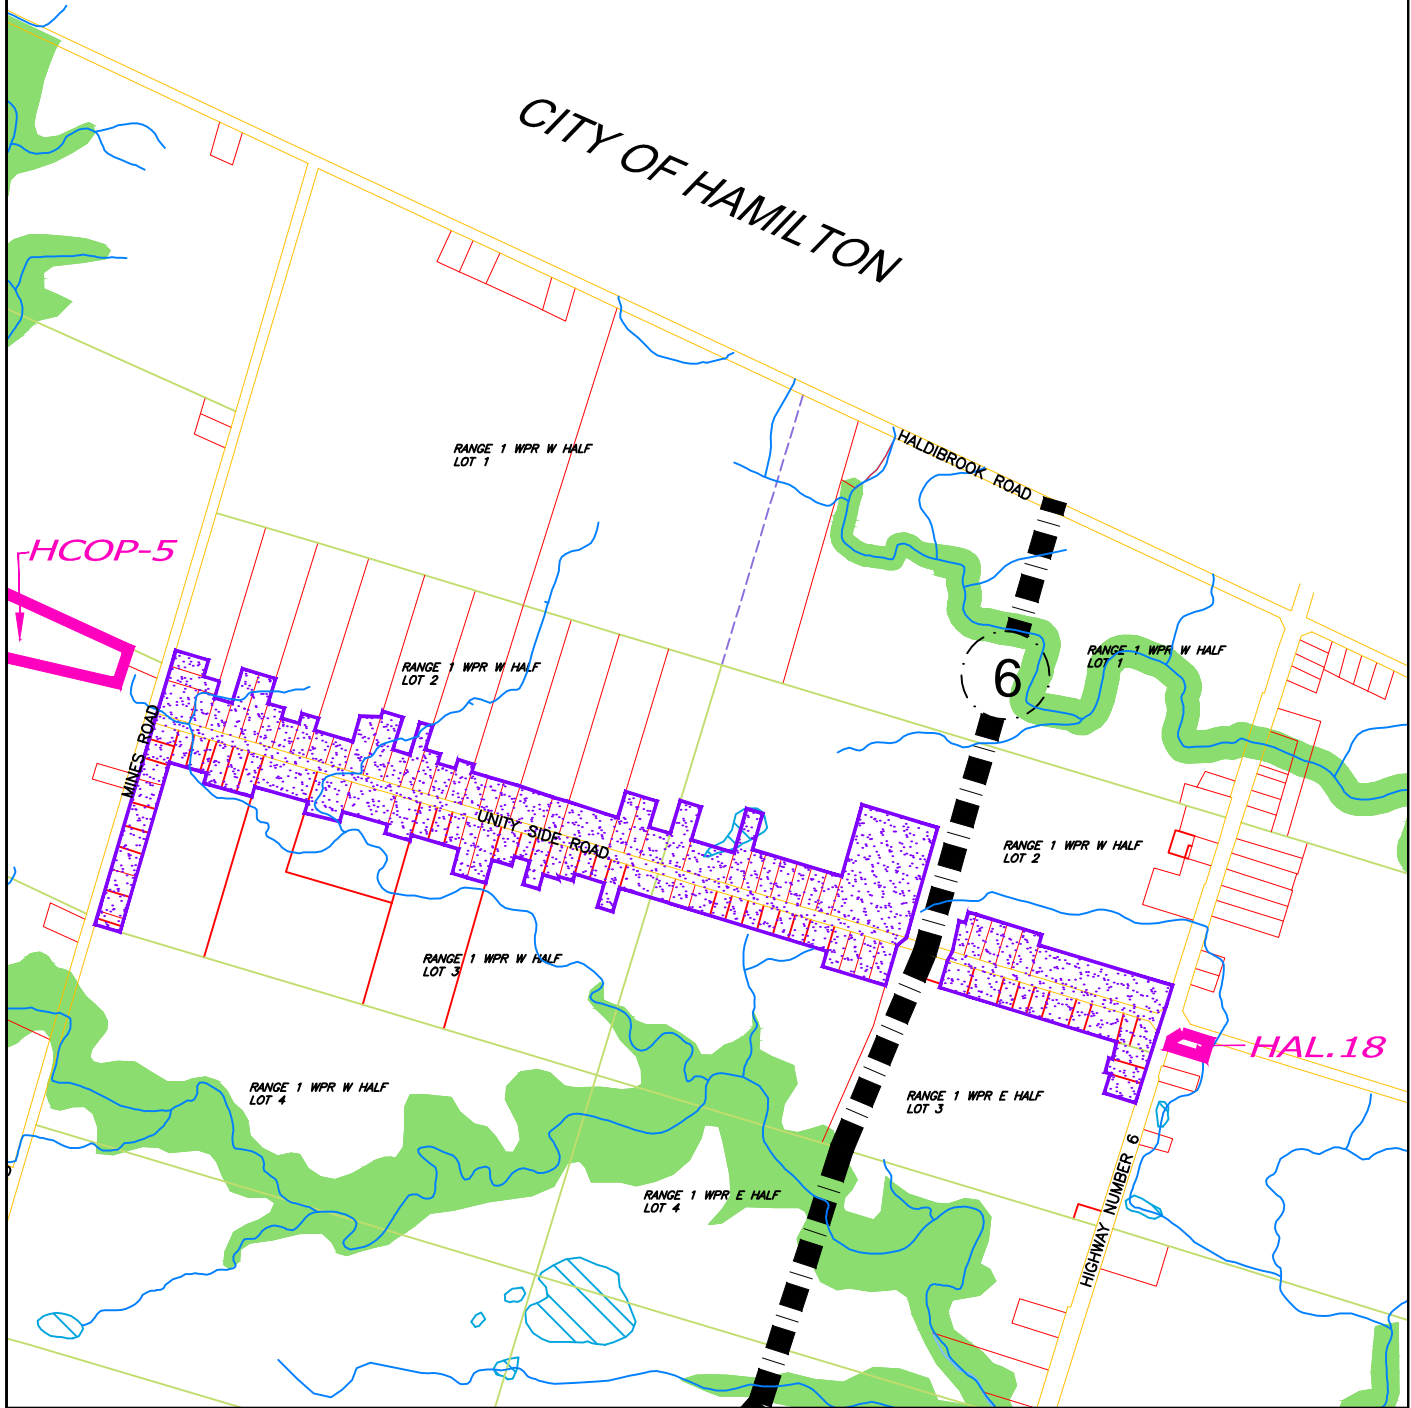 CITY OF HAMILTON
HALDIBROOK ROAD
RANGE 1 WPR W HALF
LOT 1
HCOP-5
RANGE 1 WPR W HALF
LOT 1
RANGE 1 WPR W HALF
LOT 2
6
MINES ROAD
UNITY SIDE ROAD
RANGE 1 WPR W HALF
LOT 2
RANGE 1 WPR W HALF
LOT 3
HAL.18
RANGE 1 WPR W HALF
LOT 4
RANGE 1 WPR E HALF
LOT 3
RANGE 1 WPR E HALF
LOT 4
HIGHWAY NUMBER 6